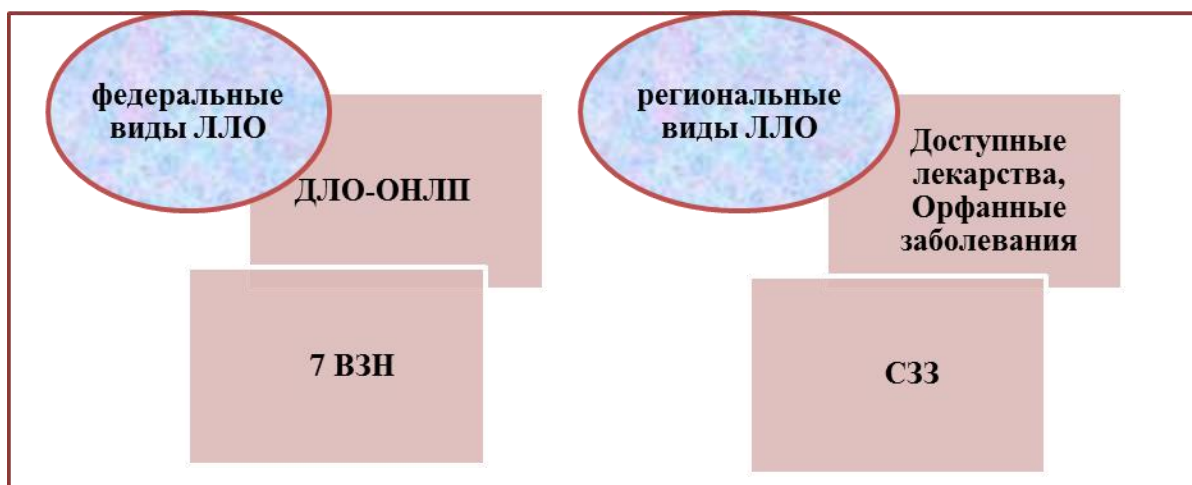 федеральные
виды ЛЛО
ДЛО-ОНЛП
7 ВЗН
региональные
виды ЛЛО
Доступные
лекарства,
Орфанные
заболевания
СЗЗ